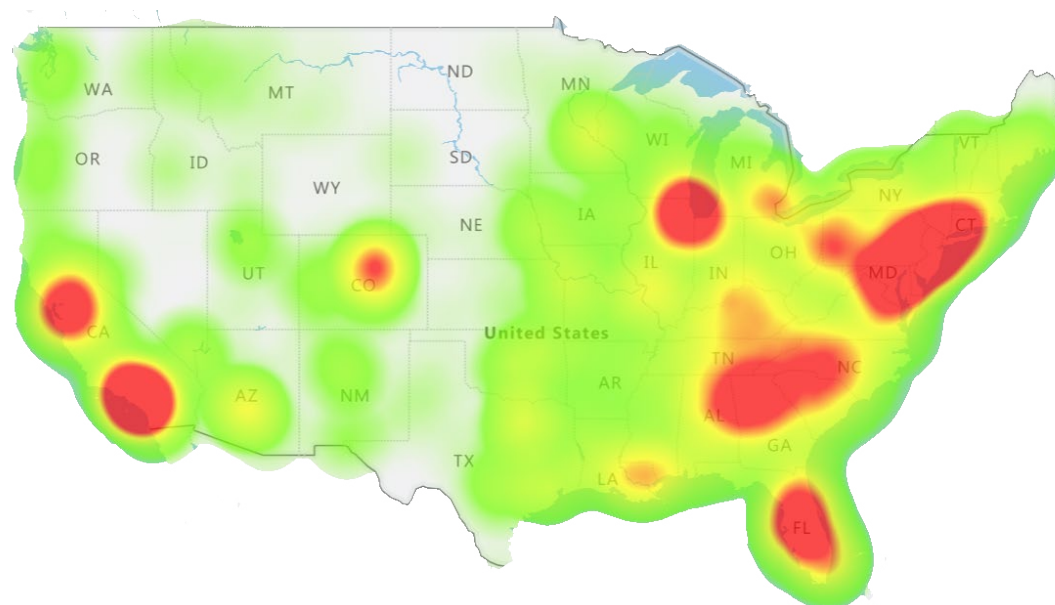 WA
MT
ND
MN
VT
OR
ID
SD
WI
MI
WY
NY
NE
IA
CT
UT
CO
IL
IN
OH
MD
CA
United States
TN
NC
AZ
NM
AR
AL
GA
TX
LA
FL